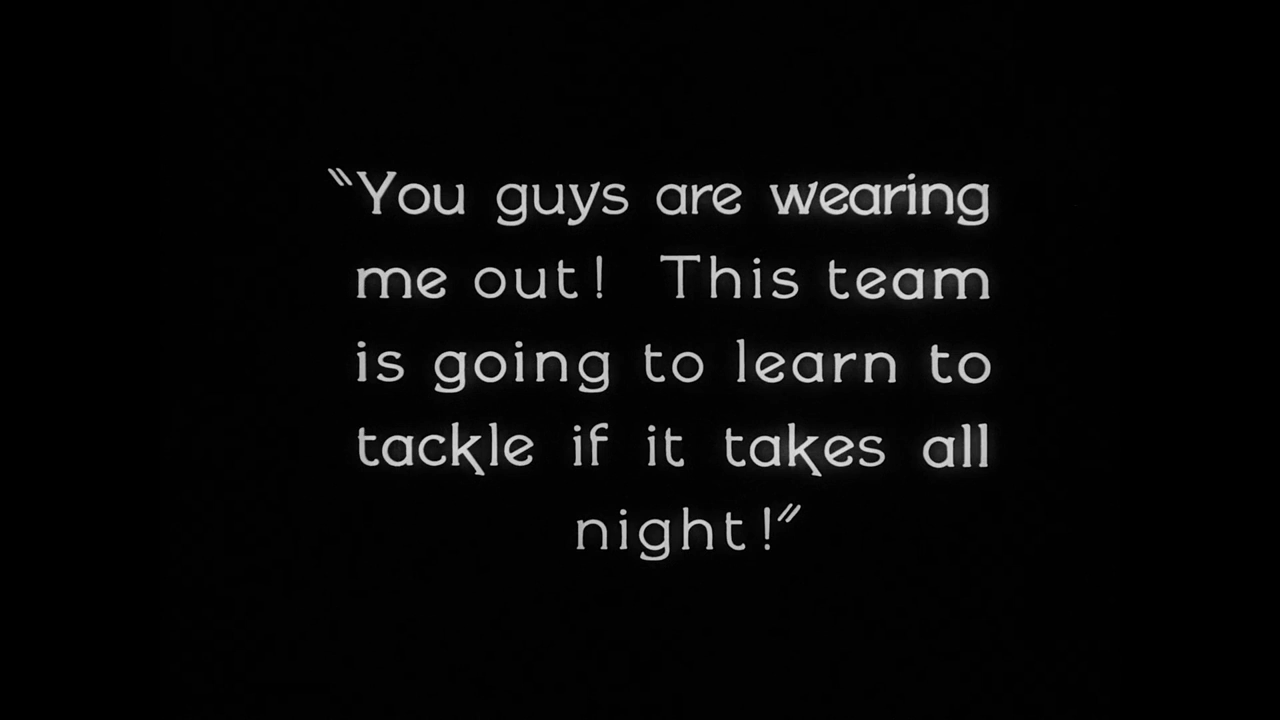 “You guys are wearing
me out! This team
is going to learn to
tackle if it takes all
night!”